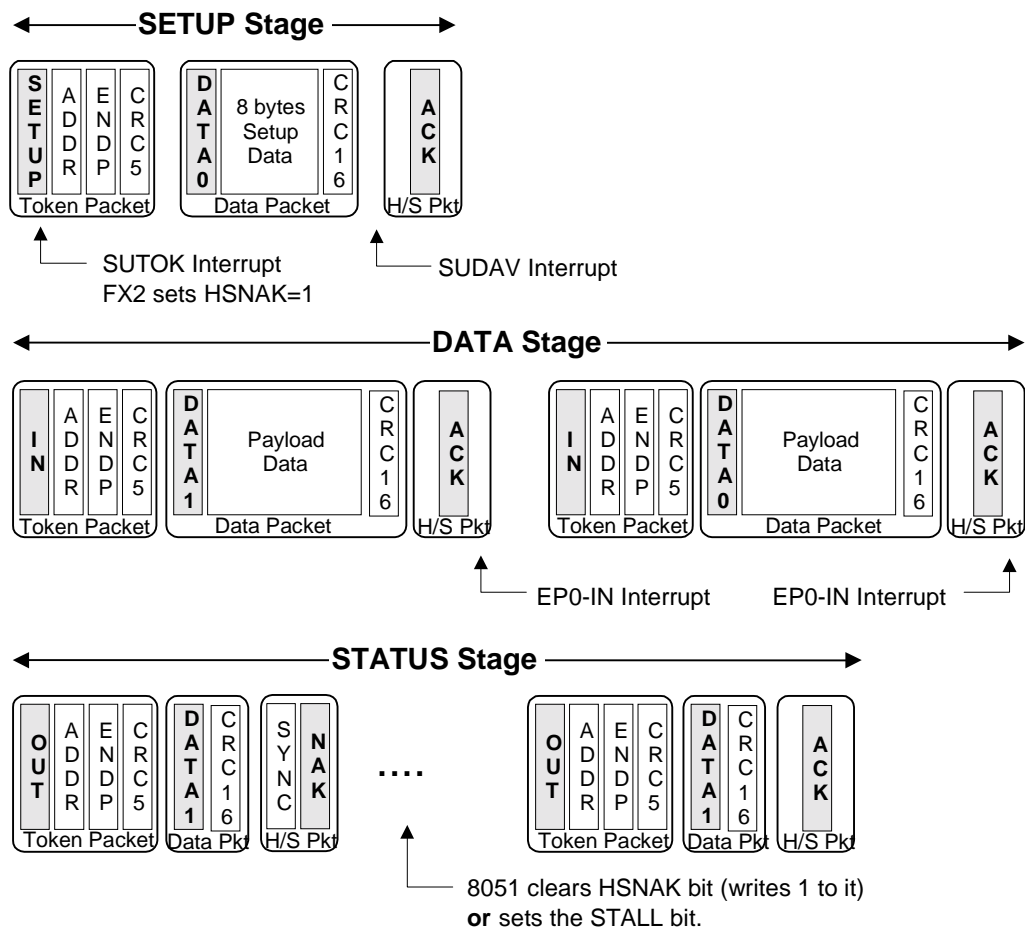 SETUP Stage
SETUP ADDR ENDP CRC5 DATA0 8 bytes Setup Data CRC16 ACK
Token Packet Data Packet H/S Pkt
SUTOK Interrupt
FX2 sets HSNAK=1
SUDAV Interrupt
DATA Stage
IN ADDR ENDP CRC5 DATA1 Payload Data CRC16 ACK IN ADDR ENDP CRC5 DATA0 Payload Data CRC16 ACK
Token Packet Data Packet H/S Pkt Token Packet Data Packet H/S Pkt
EP0-IN Interrupt EP0-IN Interrupt
STATUS Stage
OUT ADDR ENDP CRC5 DATA1 CRC16 SYNC NAK .... OUT ADDR ENDP CRC5 DATA1 CRC16 ACK
Token Packet Data Pkt H/S Pkt Token Packet Data Pkt H/S Pkt
8051 clears HSNAK bit (writes 1 to it)
or sets the STALL bit.